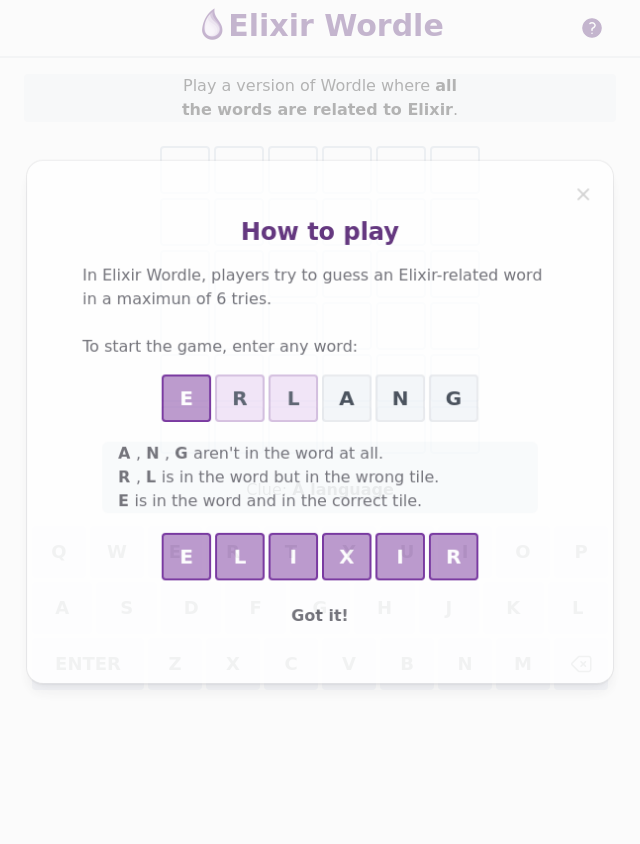 Elixir Wordle ?
Play a version of Wordle where all
the words are related to Elixir.
×
How to play
In Elixir Wordle, players try to guess an Elixir-related word
in a maximun of 6 tries.
To start the game, enter any word:
E R L A N G
A , N , G aren't in the word at all.
R , L is in the word but in the wrong tile.
E is in the word and in the correct tile.
Clue: A language
Q W E R T Y U I O P
E L I X I R
A S D F G H J K L
Got it!
ENTER Z X C V B N M